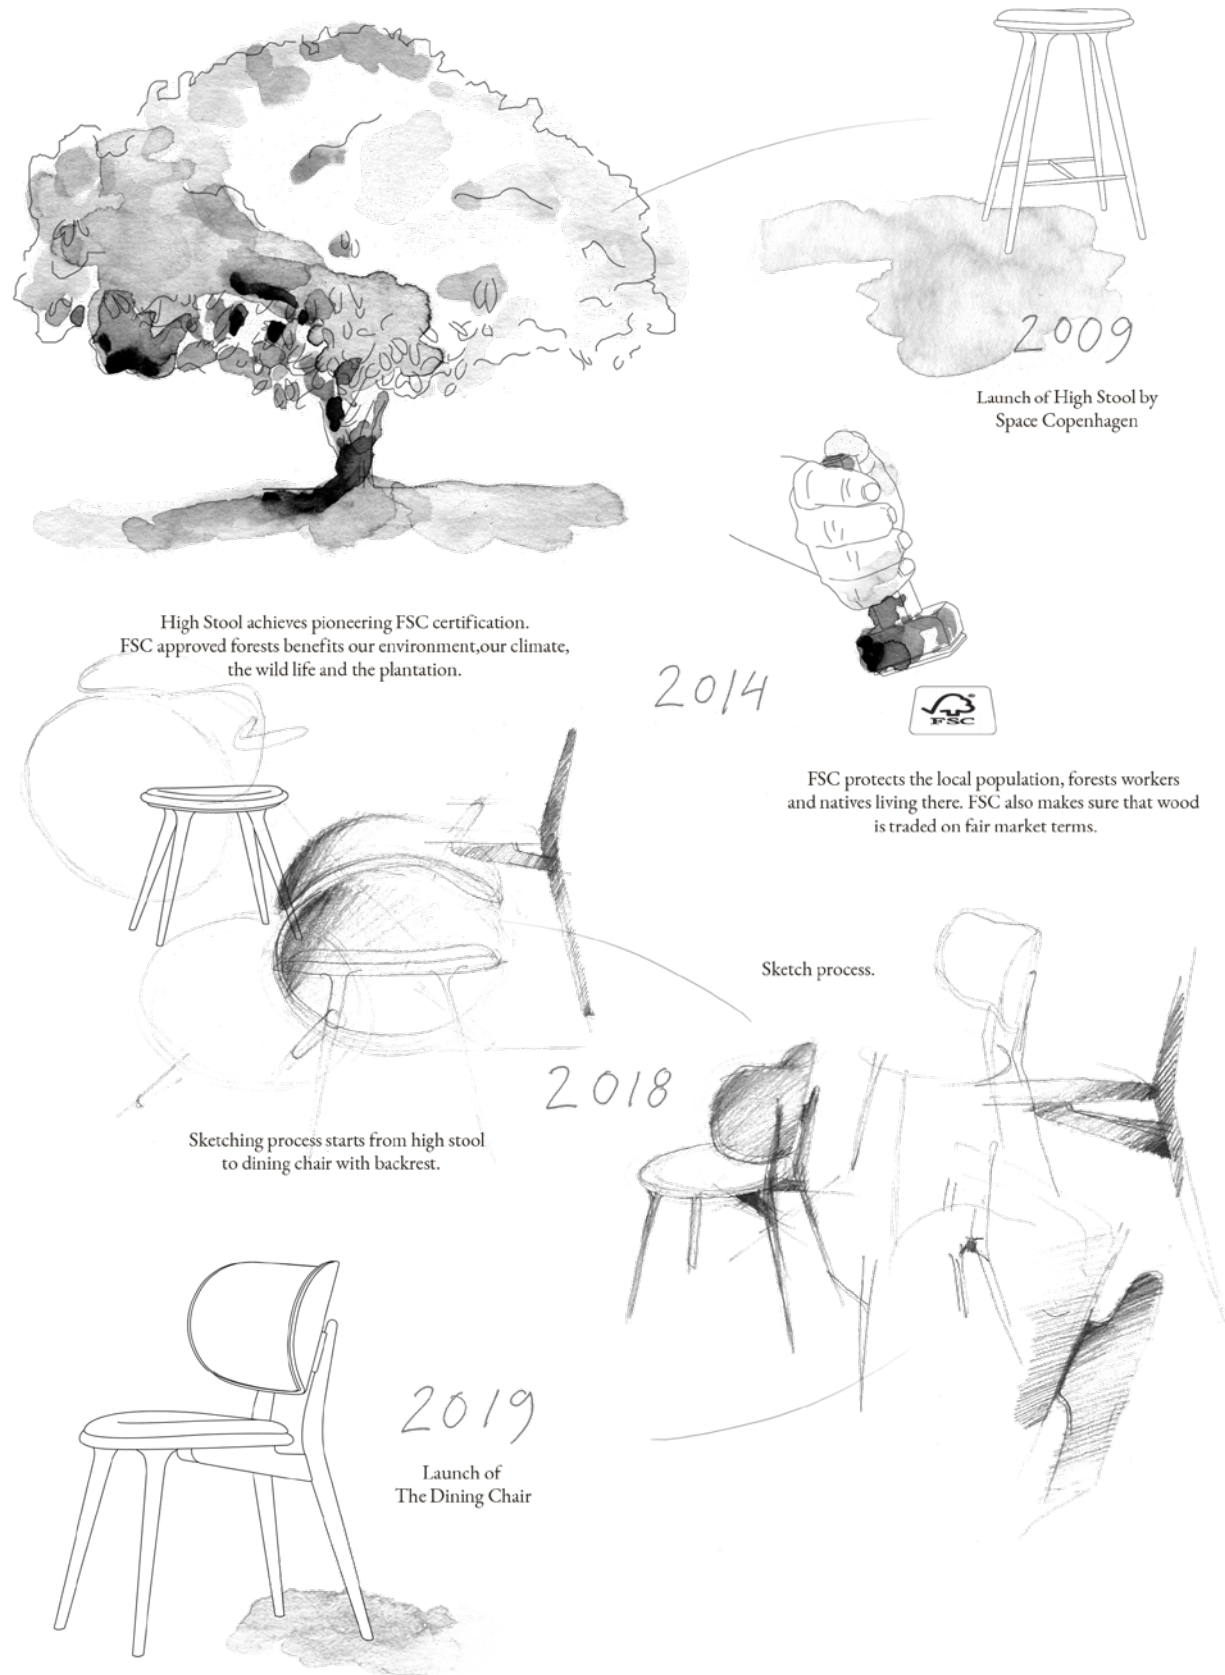 2009
Launch of High Stool by
Space Copenhagen
High Stool achieves pioneering FSC certification.
FSC approved forests benefits our environment,our climate,
the wild life and the plantation.
2014
FSC
FSC protects the local population, forests workers
and natives living there. FSC also makes sure that wood
is traded on fair market terms.
Sketch process.
2018
Sketching process starts from high stool
to dining chair with backrest.
2019
Launch of
The Dining Chair